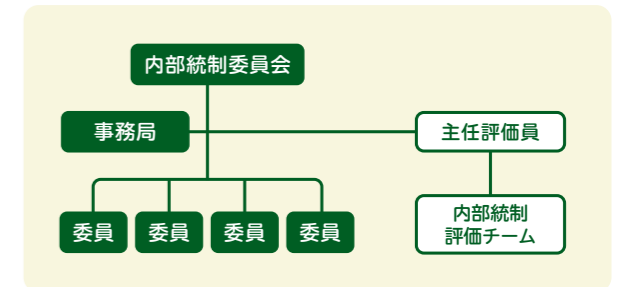 内部統制委員会
事務局
主任評価員
委員
委員
委員
委員
内部統制
評価チーム